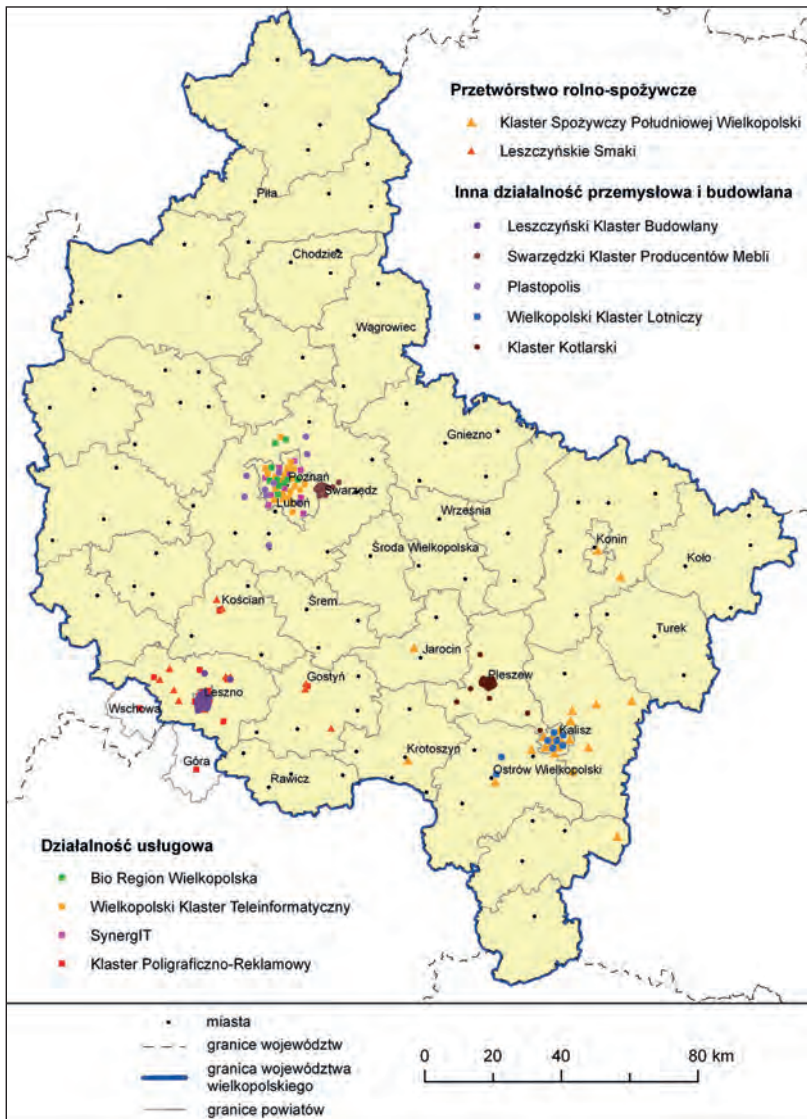 Przetwórstwo rolno-spożywcze
Klaster Spożywczy Południowej Wielkopolski
Leszczyńskie Smaki
Inna działalność przemysłowa i budowlana
Leszczyński Klaster Budowlany
Swarzędzki Klaster Producentów Mebli
Plastopolis
Wielkopolski Klaster Lotniczy
Klaster Kotlarski
Piła
Chodzież
Wągrowiec
Gniezno
Poznań
Swarzędz
Luboń
Września
Konin
Środa Wielkopolska
Koło
Kościan
Śrem
Turek
Jarocin
Gostyń
Pleszew
Leszno
Wschowa
Kalisz
Krotoszyn
Góra
Ostrów Wielkopolski
Rawicz
Działalność usługowa
Bio Region Wielkopolska
Wielkopolski Klaster Teleinformatyczny
SynergIT
Klaster Poligraficzno-Reklamowy
miasta
granice województw
granica województwa
wielkopolskiego
granice powiatów
0 20 40 80 km